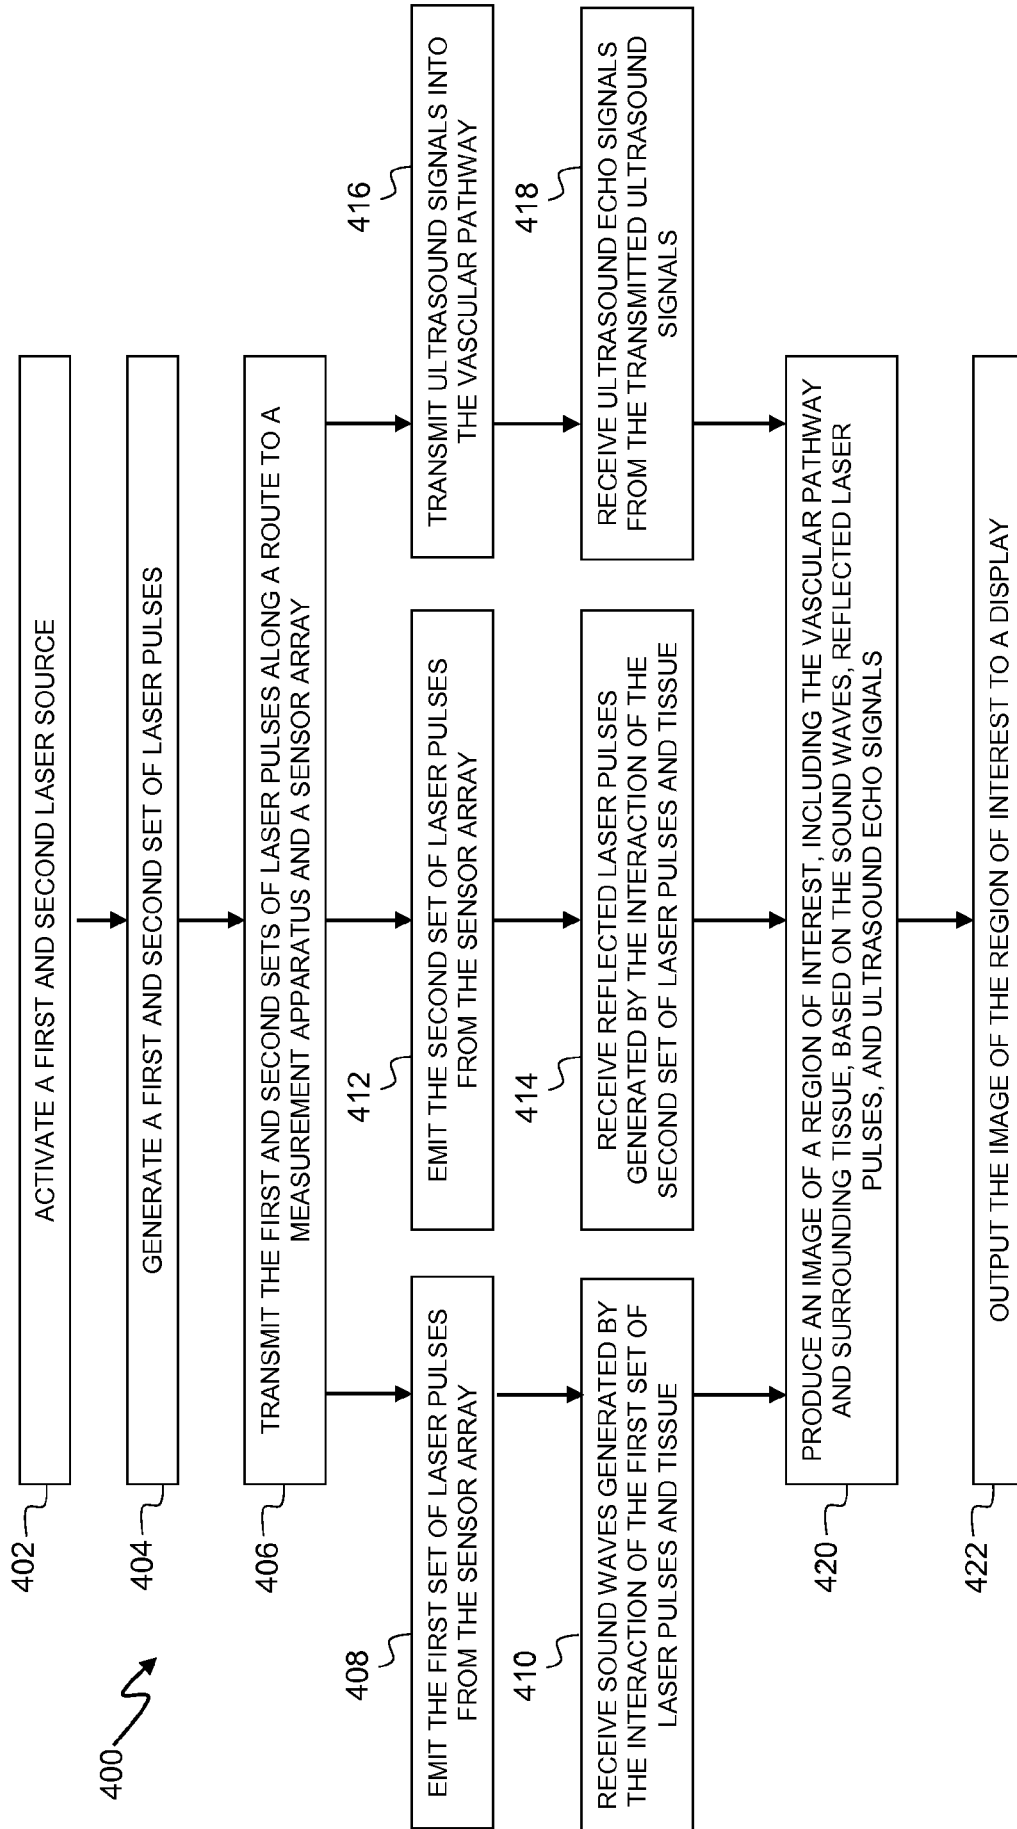 400
402
ACTIVATE A FIRST AND SECOND LASER SOURCE
404
GENERATE A FIRST AND SECOND SET OF LASER PULSES
406
TRANSMIT THE FIRST AND SECOND SETS OF LASER PULSES ALONG A ROUTE TO A
MEASUREMENT APPARATUS AND A SENSOR ARRAY
408
EMIT THE FIRST SET OF LASER PULSES
FROM THE SENSOR ARRAY
410
RECEIVE SOUND WAVES GENERATED BY
THE INTERACTION OF THE FIRST SET OF
LASER PULSES AND TISSUE
412
EMIT THE SECOND SET OF LASER PULSES
FROM THE SENSOR ARRAY
414
RECEIVE REFLECTED LASER PULSES
GENERATED BY THE INTERACTION OF THE
SECOND SET OF LASER PULSES AND TISSUE
416
TRANSMIT ULTRASOUND SIGNALS INTO
THE VASCULAR PATHWAY
418
RECEIVE ULTRASOUND ECHO SIGNALS
FROM THE TRANSMITTED ULTRASOUND
SIGNALS
420
PRODUCE AN IMAGE OF A REGION OF INTEREST, INCLUDING THE VASCULAR PATHWAY
AND SURROUNDING TISSUE, BASED ON THE SOUND WAVES, REFLECTED LASER
PULSES, AND ULTRASOUND ECHO SIGNALS
422
OUTPUT THE IMAGE OF THE REGION OF INTEREST TO A DISPLAY